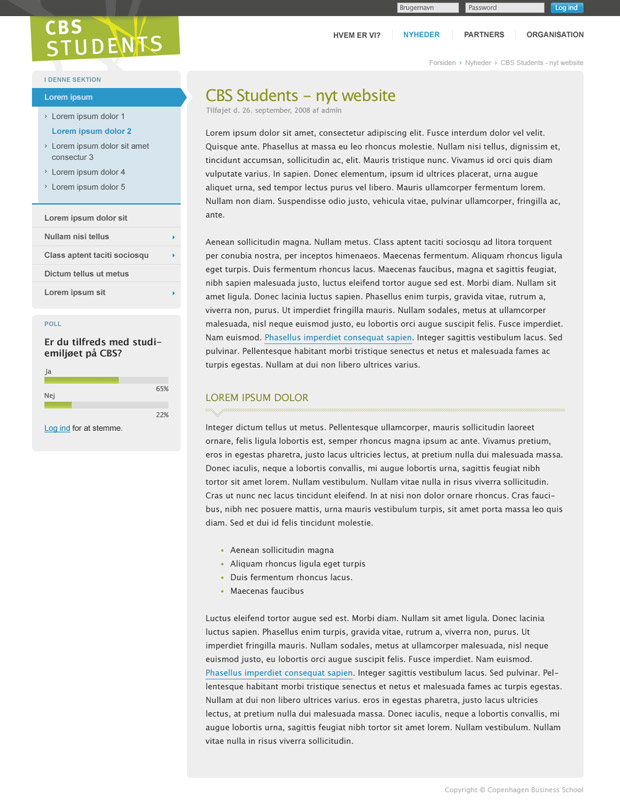 Brugernavn
Password
Log ind
CBS
STUDENTS
HVEM ER VI?
NYHEDER
PARTNERS
ORGANISATION
Forsiden › Nyheder › CBS Students - nyt website
I DENNE SEKTION
Lorem ipsum
Lorem ipsum dolor 1
Lorem ipsum dolor 2
Lorem ipsum dolor sit amet
consectur 3
Lorem ipsum dolor 4
Lorem ipsum dolor 5
Lorem ipsum dolor sit
Nullam nisi tellus
Class aptent taciti sociosqu
Dictum tellus ut metus
Lorem ipsum sit
POLL
Er du tilfreds med studi-
emiljøet på CBS?
Ja
65%
Nej
22%
Log ind for at stemme.
CBS Students – nyt website
Tilføjet d. 26. september, 2008 af admin
Lorem ipsum dolor sit amet, consectetur adipiscing elit. Fusce interdum dolor vel velit.
Quisque ante. Phasellus at massa eu leo rhoncus molestie. Nullam nisi tellus, dignissim et,
tincidunt accumsan, sollicitudin ac, elit. Mauris tristique nunc. Vivamus id orci quis diam
vulputate varius. In sapien. Donec elementum, ipsum id ultrices placerat, urna augue
aliquet urna, sed tempor lectus purus vel libero. Mauris ullamcorper fermentum lorem.
Nullam non diam. Suspendisse odio justo, vehicula vitae, pulvinar ullamcorper, fringilla ac,
ante.
Aenean sollicitudin magna. Nullam metus. Class aptent taciti sociosqu ad litora torquent
per conubia nostra, per inceptos himenaeos. Maecenas fermentum. Aliquam rhoncus ligula
eget turpis. Duis fermentum rhoncus lacus. Maecenas faucibus, magna et sagittis feugiat,
nibh sapien malesuada justo, luctus eleifend tortor augue sed est. Morbi diam. Nullam sit
amet ligula. Donec lacinia luctus sapien. Phasellus enim turpis, gravida vitae, rutrum a,
viverra non, purus. Ut imperdiet fringilla mauris. Nullam sodales, metus at ullamcorper
malesuada, nisl neque euismod justo, eu lobortis orci augue suscipit felis. Fusce imperdiet.
Nam euismod. Phasellus imperdiet consequat sapien. Integer sagittis vestibulum lacus. Sed
pulvinar. Pellentesque habitant morbi tristique senectus et netus et malesuada fames ac
turpis egestas. Nullam at dui non libero ultrices varius.
LOREM IPSUM DOLOR
Integer dictum tellus ut metus. Pellentesque ullamcorper, mauris sollicitudin laoreet
ornare, felis ligula lobortis est, semper rhoncus magna ipsum ac ante. Vivamus pretium,
eros in egestas pharetra, justo lacus ultricies lectus, at pretium nulla dui malesuada massa.
Donec iaculis, neque a lobortis convallis, mi augue lobortis urna, sagittis feugiat nibh
tortor sit amet lorem. Nullam vestibulum. Nullam vitae nulla in risus viverra sollicitudin.
Cras ut nunc nec lacus tincidunt eleifend. In at nisi non dolor ornare rhoncus. Cras fauci-
bus, nibh nec posuere mattis, urna mauris vestibulum turpis, sit amet porta massa leo quis
diam. Sed et dui id felis tincidunt molestie.
• Aenean sollicitudin magna
• Aliquam rhoncus ligula eget turpis
• Duis fermentum rhoncus lacus.
• Maecenas faucibus
Luctus eleifend tortor augue sed est. Morbi diam. Nullam sit amet ligula. Donec lacinia
luctus sapien. Phasellus enim turpis, gravida vitae, rutrum a, viverra non, purus. Ut
imperdiet fringilla mauris. Nullam sodales, metus at ullamcorper malesuada, nisl neque
euismod justo, eu lobortis orci augue suscipit felis. Fusce imperdiet. Nam euismod.
Phasellus imperdiet consequat sapien. Integer sagittis vestibulum lacus. Sed pulvinar. Pel-
lentesque habitant morbi tristique senectus et netus et malesuada fames ac turpis egestas.
Nullam at dui non libero ultrices varius. eros in egestas pharetra, justo lacus ultricies
lectus, at pretium nulla dui malesuada massa. Donec iaculis, neque a lobortis convallis, mi
augue lobortis urna, sagittis feugiat nibh tortor sit amet lorem. Nullam vestibulum. Nullam
vitae nulla in risus viverra sollicitudin.
Copyright © Copenhagen Business School